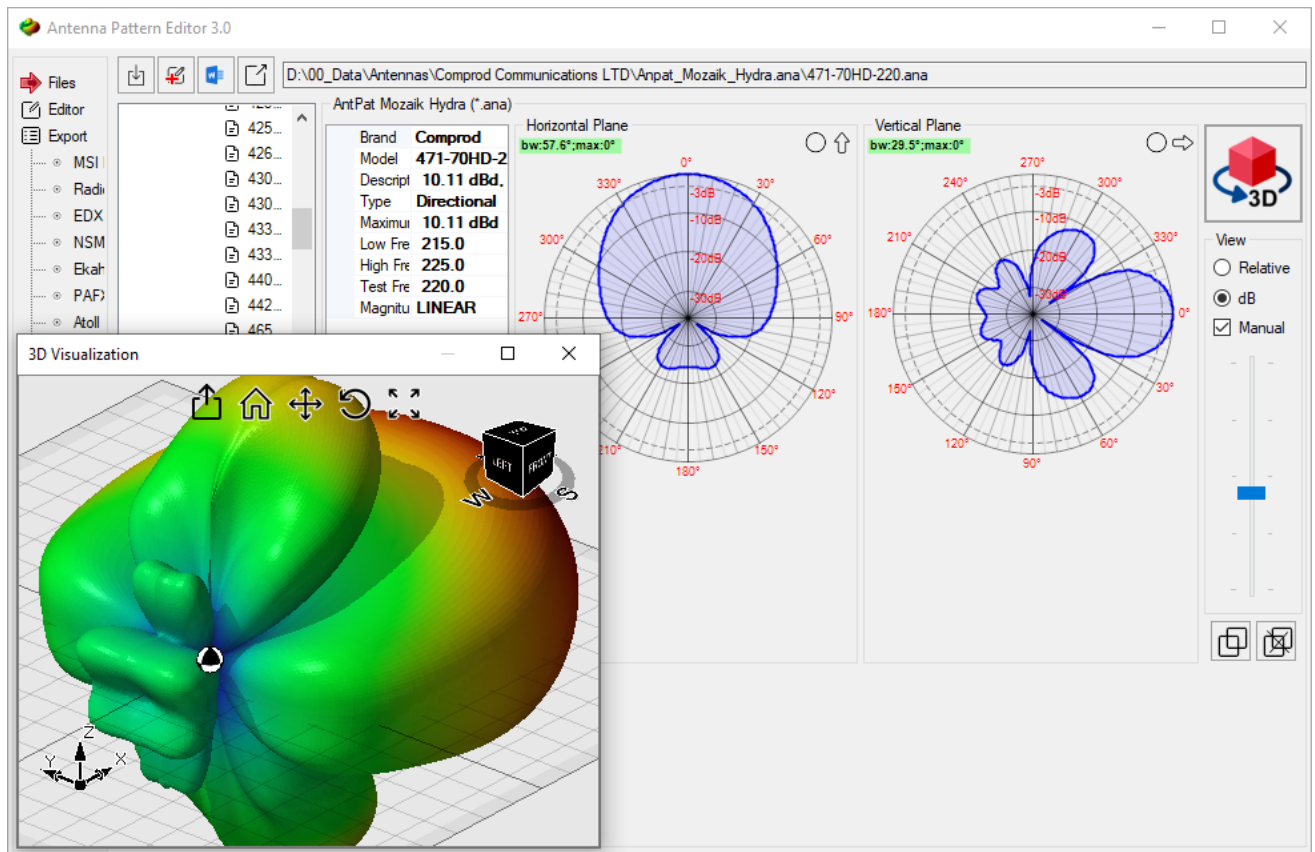 Antenna Pattern Editor 3.0
Files
Editor
Export
MSI
Radi
EDX
NSM
Ekah
PAF
Atoll
D:\00_Data\Antennas\Comprod Communications LTD\Anpat_Mozaik_Hydra.ana\471-70HD-220.ana
425...
426...
430...
430...
433...
433...
440...
442...
465
AntPat Mozaik Hydra (*.ana)
Brand Comprod
Model 471-70HD-2
Descript 10.11 dBd,
Type Directional
Maximur 10.11 dBd
Low Fre 215.0
High Fre 225.0
Test Fre 220.0
Magnitu LINEAR
Horizontal Plane
bw:57.6°;max:0°
0°
330° 30°
-3dB
-10dB
300° 60°
-20dB
-30dB
270° 90°
120°
210° 150°
180°
Vertical Plane
bw:29.5°;max:0°
270°
240° 300°
-3dB
-10dB
210° 330°
-20dB
-30dB
180° 0°
150° 30°
120° 60°
90°
3D
View
Relative
dB
Manual
3D Visualization
LEFT FRONT
W S
Z
Y X